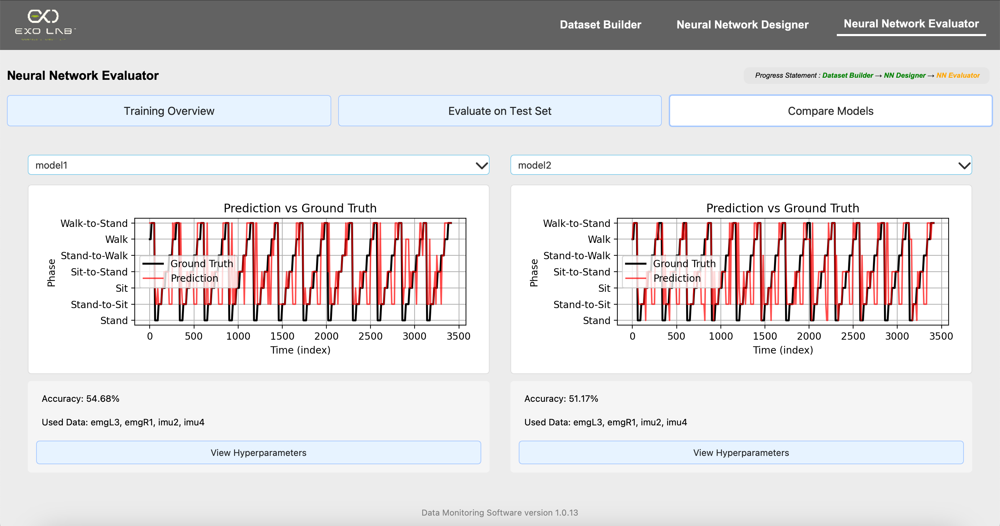 EXO LAB
Dataset Builder
Neural Network Designer
Neural Network Evaluator
Neural Network Evaluator
Progress Statement : Dataset Builder → NN Designer → NN Evaluator
Training Overview
Evaluate on Test Set
Compare Models
model1
Prediction vs Ground Truth
Walk-to-Stand
Walk
Stand-to-Walk
Sit-to-Stand
Sit
Stand-to-Sit
Stand
Phase
Ground Truth
Prediction
0 500 1000 1500 2000 2500 3000 3500
Time (index)
Accuracy: 54.68%
Used Data: emgL3, emgR1, imu2, imu4
View Hyperparameters
model2
Prediction vs Ground Truth
Walk-to-Stand
Walk
Stand-to-Walk
Sit-to-Stand
Sit
Stand-to-Sit
Stand
Phase
Ground Truth
Prediction
0 500 1000 1500 2000 2500 3000 3500
Time (index)
Accuracy: 51.17%
Used Data: emgL3, emgR1, imu2, imu4
View Hyperparameters
Data Monitoring Software version 1.0.13